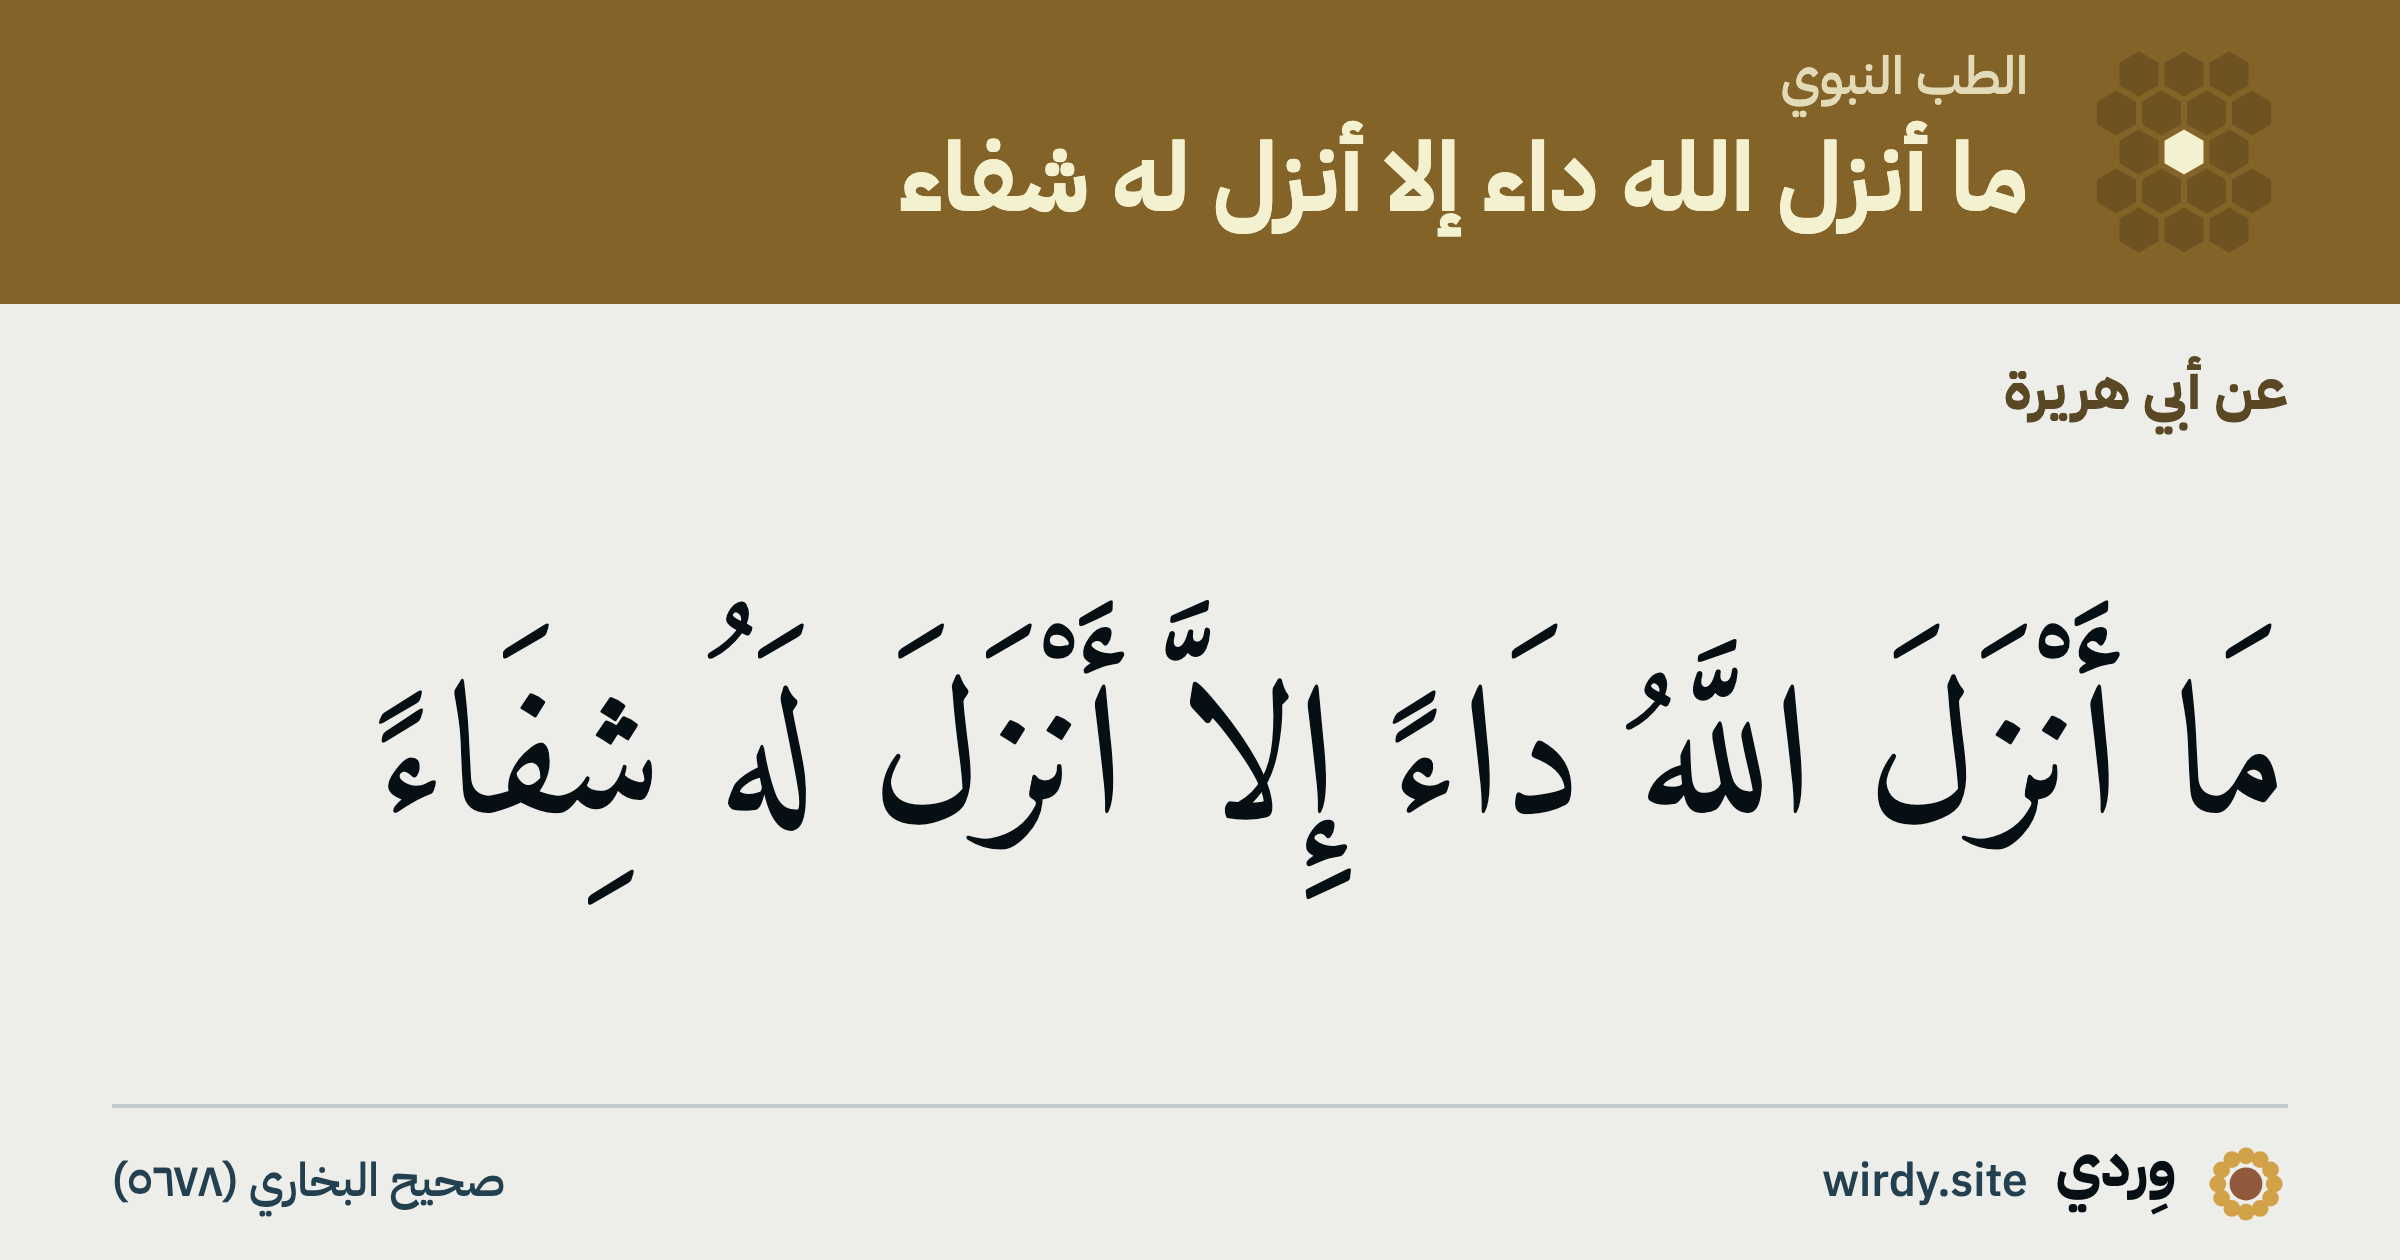 الطب النبوي
ما أنزل الله داء إلا أنزل له شفاء
عن أبي هريرة
مَا أَنْزَلَ اللَّهُ دَاءً إِلاَّ أَنْزَلَ لَهُ شِفَاءً
وِردي wirdy.site
صحيح البخاري (٥٦٧٨)